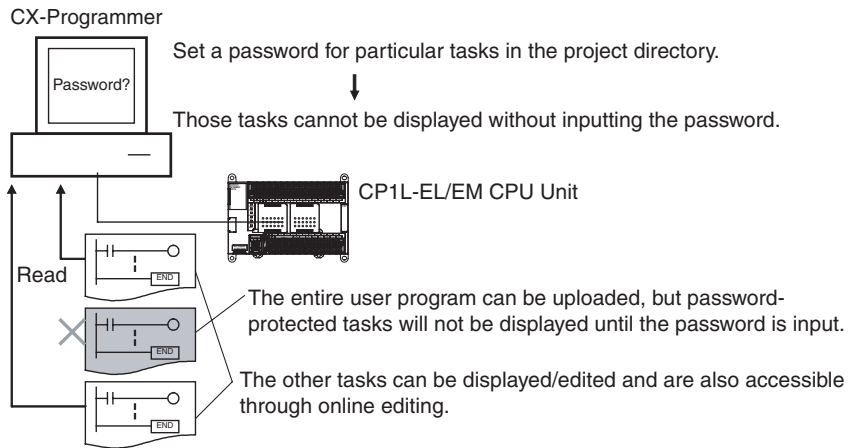 CX-Programmer
Set a password for particular tasks in the project directory.
Password?
Those tasks cannot be displayed without inputting the password.
CP1L-EL/EM CPU Unit
Read
END
The entire user program can be uploaded, but password-
protected tasks will not be displayed until the password is input.
END
The other tasks can be displayed/edited and are also accessible
through online editing.
END